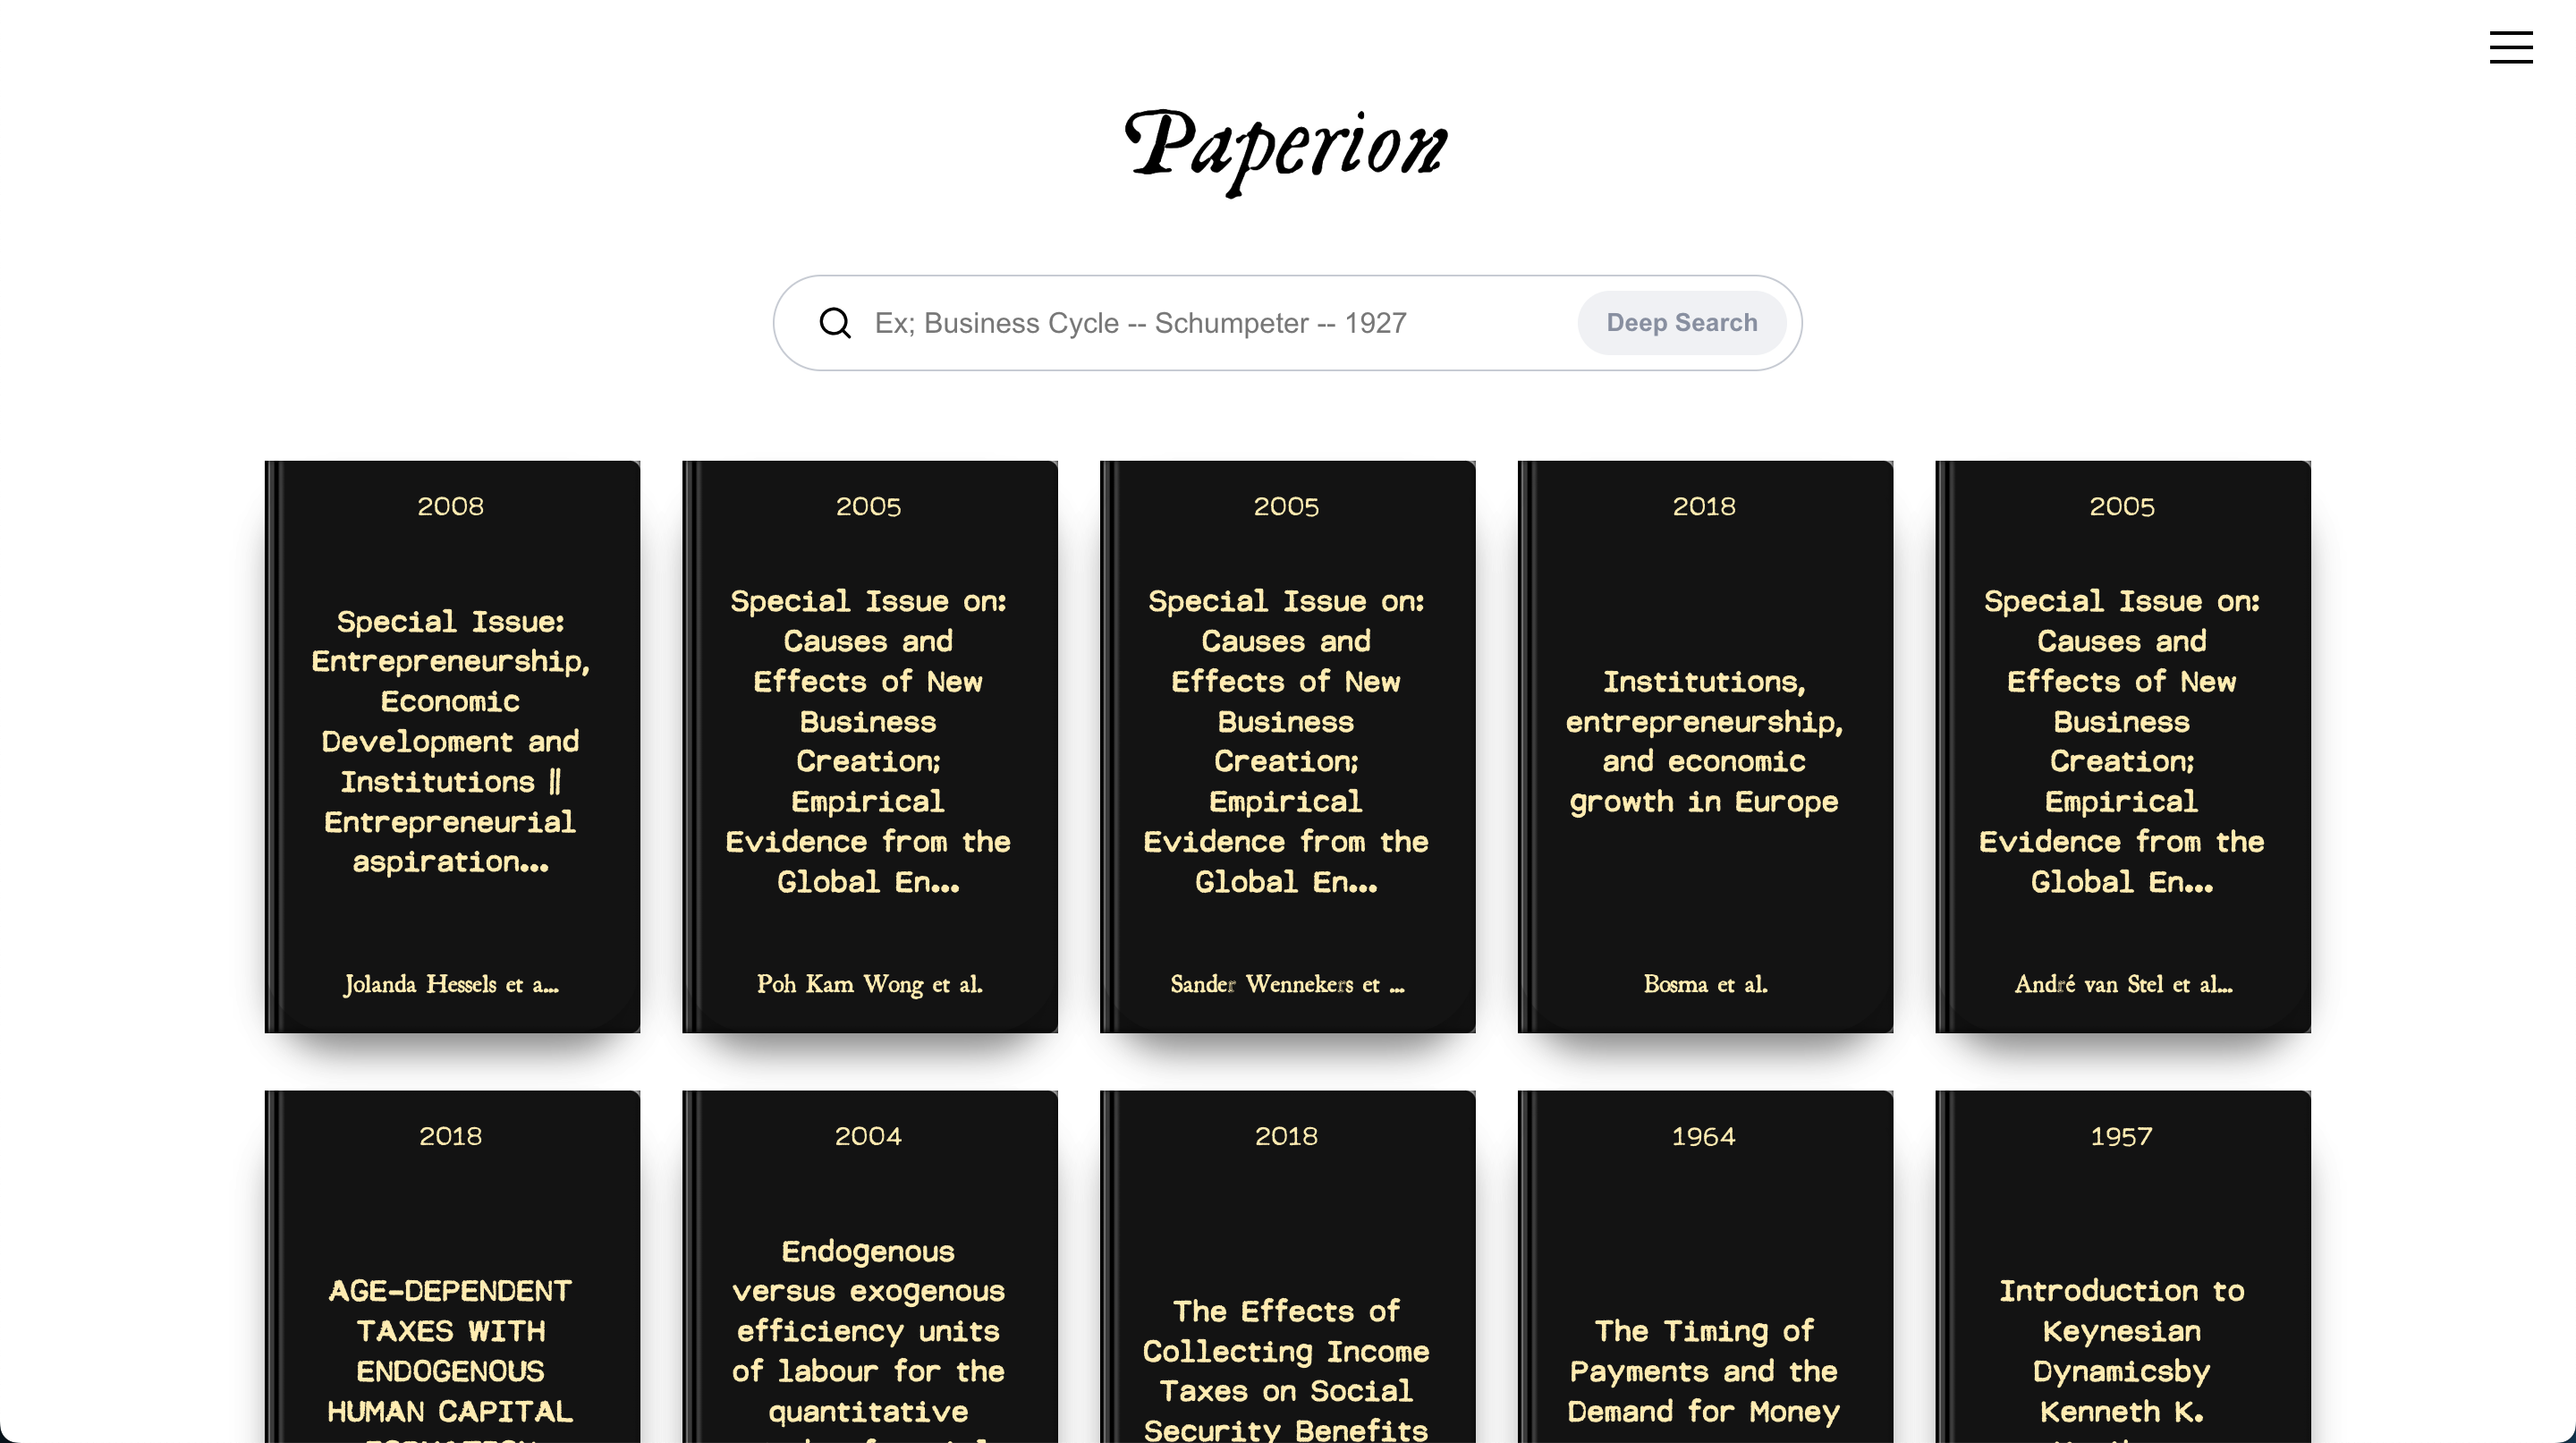 Paperion
Ex; Business Cycle -- Schumpeter -- 1927
Deep Search
2008
Special Issue:
Entrepreneurship,
Economic
Development and
Institutions ||
Entrepreneurial
aspiration...
Jolanda Hessels et a...
2005
Special Issue on:
Causes and
Effects of New
Business
Creation;
Empirical
Evidence from the
Global En...
Poh Kam Wong et al.
2005
Special Issue on:
Causes and
Effects of New
Business
Creation;
Empirical
Evidence from the
Global En...
Sander Wennekers et ...
2018
Institutions,
entrepreneurship,
and economic
growth in Europe
Bosma et al.
2005
Special Issue on:
Causes and
Effects of New
Business
Creation;
Empirical
Evidence from the
Global En...
André van Stel et al...
2018
AGE-DEPENDENT
TAXES WITH
ENDOGENOUS
HUMAN CAPITAL
2004
Endogenous
versus exogenous
efficiency units
of labour for the
quantitative
2018
The Effects of
Collecting Income
Taxes on Social
Security Benefits
1964
The Timing of
Payments and the
Demand for Money
1957
Introduction to
Keynesian
Dynamicsby
Kenneth K.